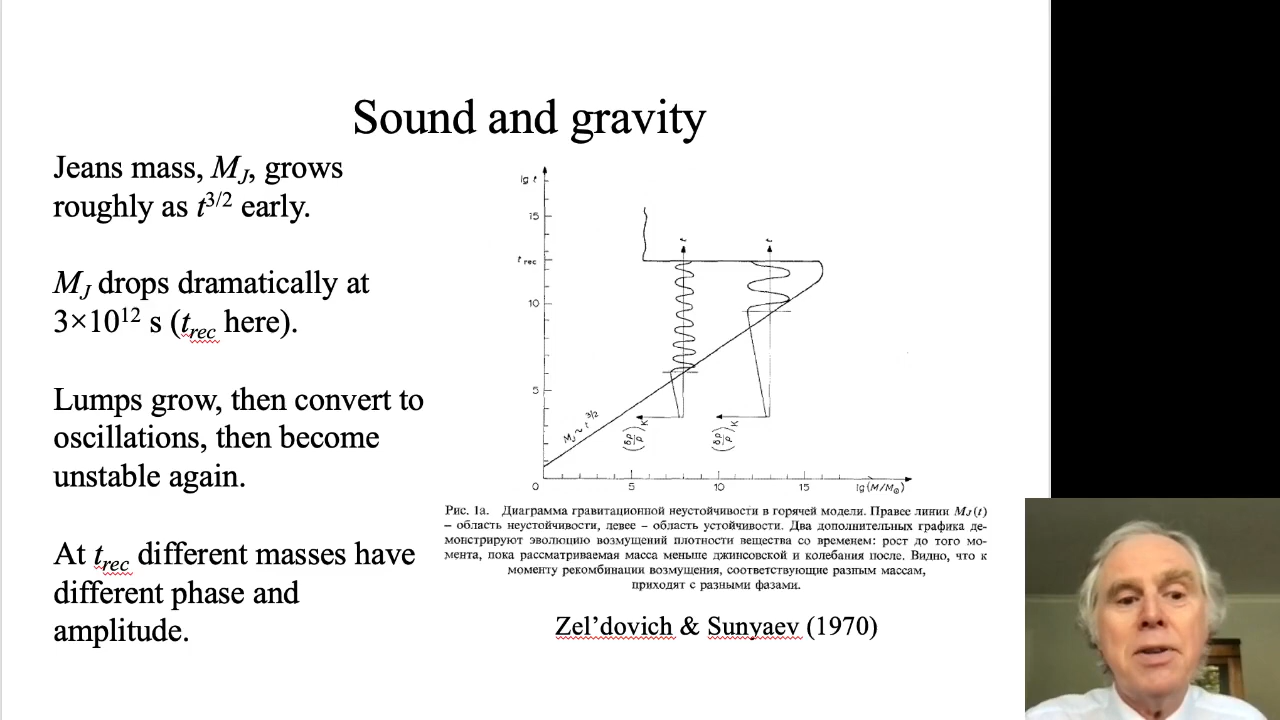 Sound and gravity
Jeans mass, M_J, grows
roughly as t^3/2 early.
M_J drops dramatically at
3×10^12 s (t_rec here).
Lumps grow, then convert to
oscillations, then become
unstable again.
At t_rec different masses have
different phase and
amplitude.
lg t
15
t rec
10
5
0
t
t
M_J ~ t^3/2
(δρ/ρ)_K
(δρ/ρ)_K
5
10
15
lg(M/M⊙)
Рис. 1а. Диаграмма гравитационной неустойчивости в горячей модели. Правее линии M_J(t)
– область неустойчивости, левее – область устойчивости. Два дополнительных графика де-
монстрируют эволюцию возмущений плотности вещества со временем: рост до того мо-
мента, пока рассматриваемая масса меньше джинсовской и колебания после. Видно, что к
моменту рекомбинации возмущения, соответствующие разным массам,
приходят с разными фазами.
Zel’dovich & Sunyaev (1970)